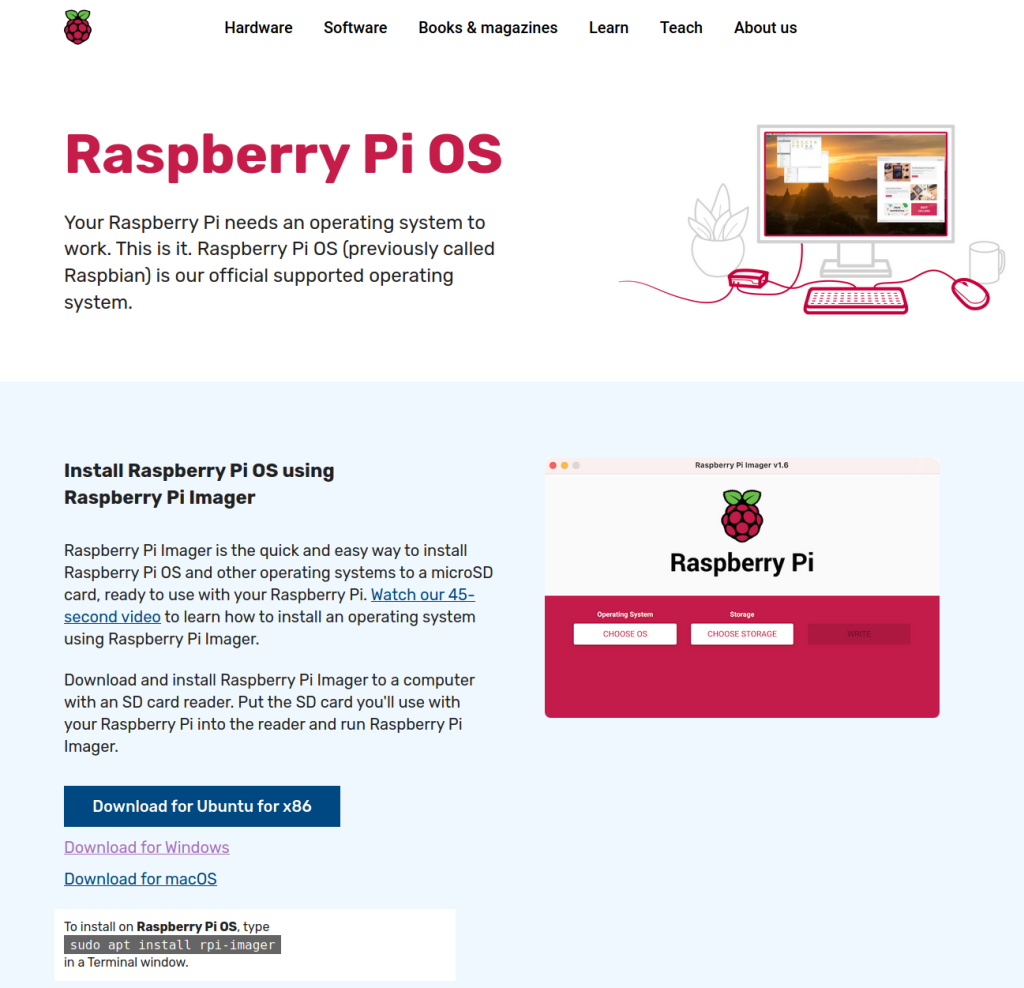 Hardware Software Books & magazines Learn Teach About us
Raspberry Pi OS
Your Raspberry Pi needs an operating system to
work. This is it. Raspberry Pi OS (previously called
Raspbian) is our official supported operating
system.
Install Raspberry Pi OS using
Raspberry Pi Imager
Raspberry Pi Imager is the quick and easy way to install
Raspberry Pi OS and other operating systems to a microSD
card, ready to use with your Raspberry Pi. Watch our 45-
second video to learn how to install an operating system
using Raspberry Pi Imager.
Download and install Raspberry Pi Imager to a computer
with an SD card reader. Put the SD card you'll use with
your Raspberry Pi into the reader and run Raspberry Pi
Imager.
Download for Ubuntu for x86
Download for Windows
Download for macOS
To install on Raspberry Pi OS, type
sudo apt install rpi-imager
in a Terminal window.
Raspberry Pi Imager v1.6
Raspberry Pi
Operating System Storage
CHOOSE OS CHOOSE STORAGE WRITE